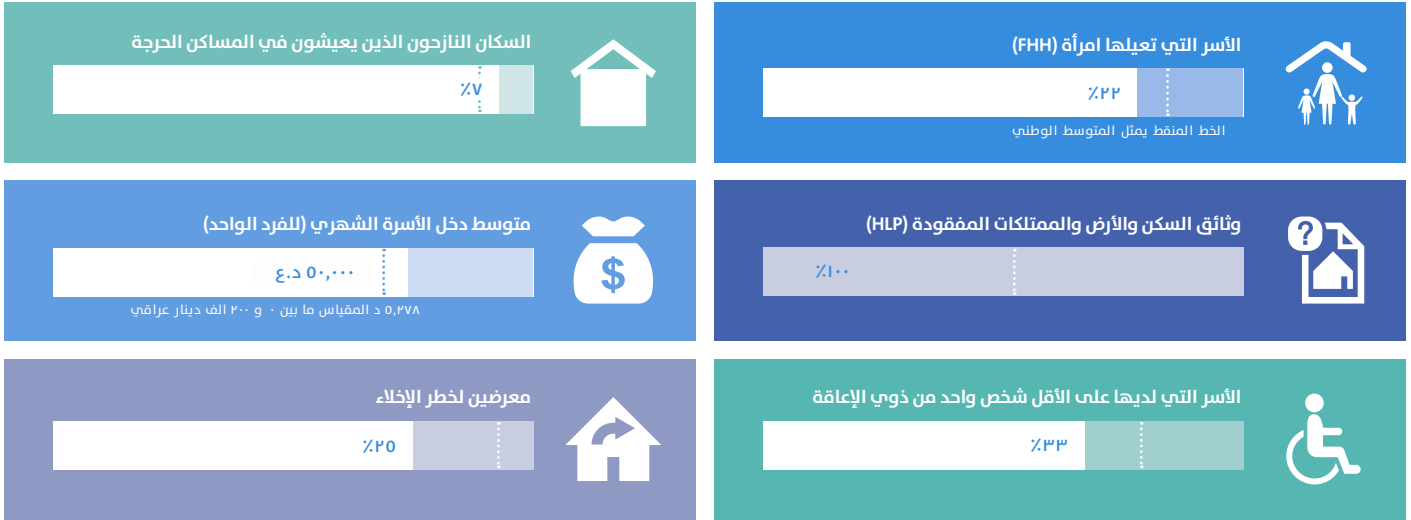 الأسر التي تعيلها امرأة (FHH)
٪٢٢
الخط المنقط يمثل المتوسط الوطني
السكان النازحون الذين يعيشون في المساكن الحرجة
٪٧
وثائق السكن والأرض والممتلكات المفقودة (HLP)
?
٪١٠٠
متوسط دخل الأسرة الشهري (للفرد الواحد)
$
٥٠,٠٠٠ د.ع
٥,٢٧٨ د المقياس ما بين ٠ و ٢٠٠ الف دينار عراقي
الأسر التي لديها على الأقل شخص واحد من ذوي الإعاقة
٪٣٣
معرضين لخطر الإخلاء
٪٢٥